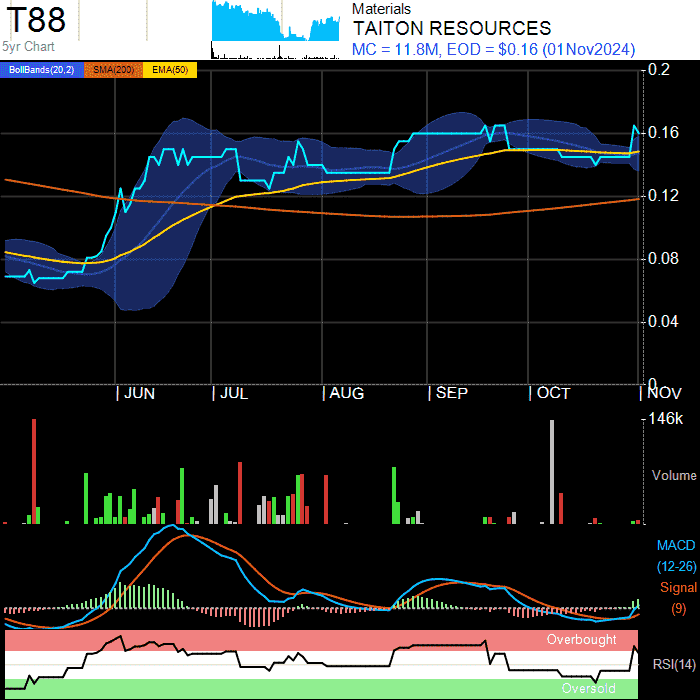 T88
5yr Chart
Materials
TAITON RESOURCES
MC = 11.8M, EOD = $0.16 (01Nov2024)
BollBands(20,2) SMA(200) EMA(50)
0.2
0.16
0.12
0.08
0.04
0
JUN JUL AUG SEP OCT NOV
146k
Volume
MACD
(12-26)
Signal
(9)
Overbought
RSI(14)
Oversold